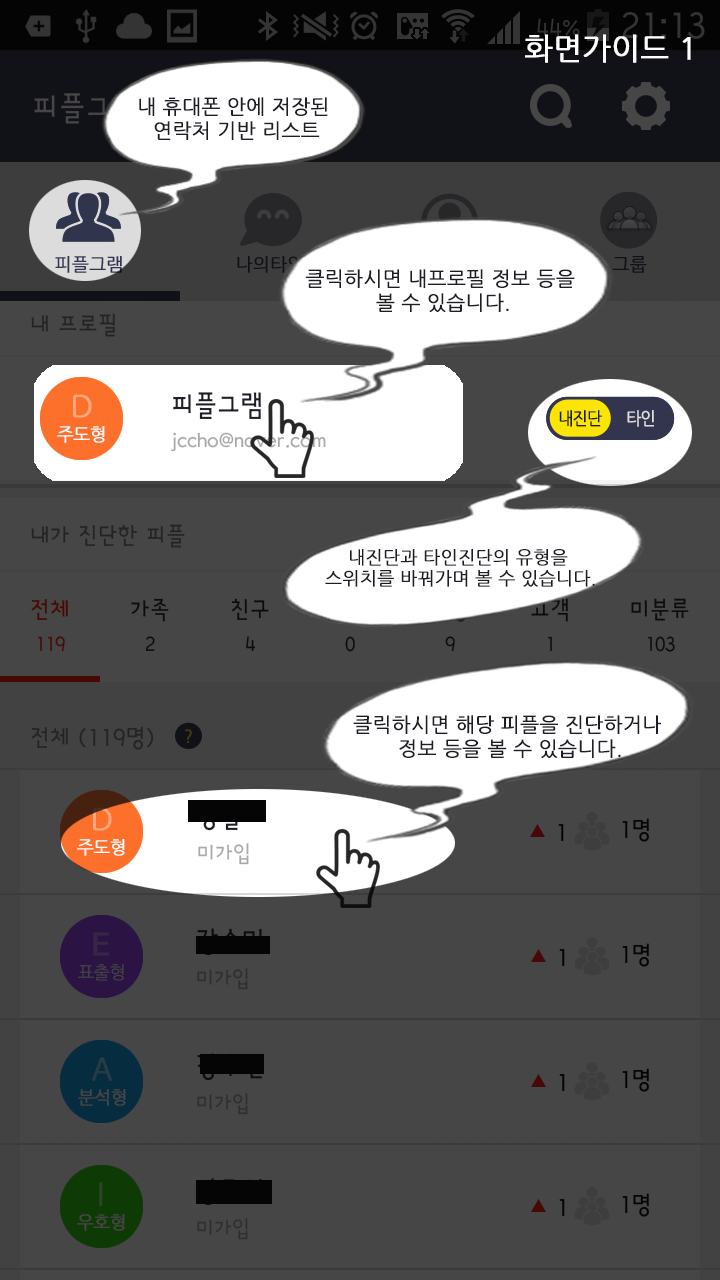 44% 21:13
화면가이드 1
피플그
내 휴대폰 안에 저장된
연락처 기반 리스트
피플그램
나의타
그룹
클릭하시면 내프로필 정보 등을
볼 수 있습니다.
내 프로필
D
주도형
피플그램
jccho@naver.com
내진단
타인
내가 진단한 피플
내진단과 타인진단의 유형을
스위치를 바꿔가며 볼 수 있습니다.
전체 가족 친구 고객 미분류
119 2 4 0 9 1 103
클릭하시면 해당 피플을 진단하거나
정보 등을 볼 수 있습니다.
전체 (119명) ?
D
주도형
미가입
1 1명
E
표출형
미가입
1 1명
A
분석형
미가입
1 1명
I
우호형
미가입
1 1명